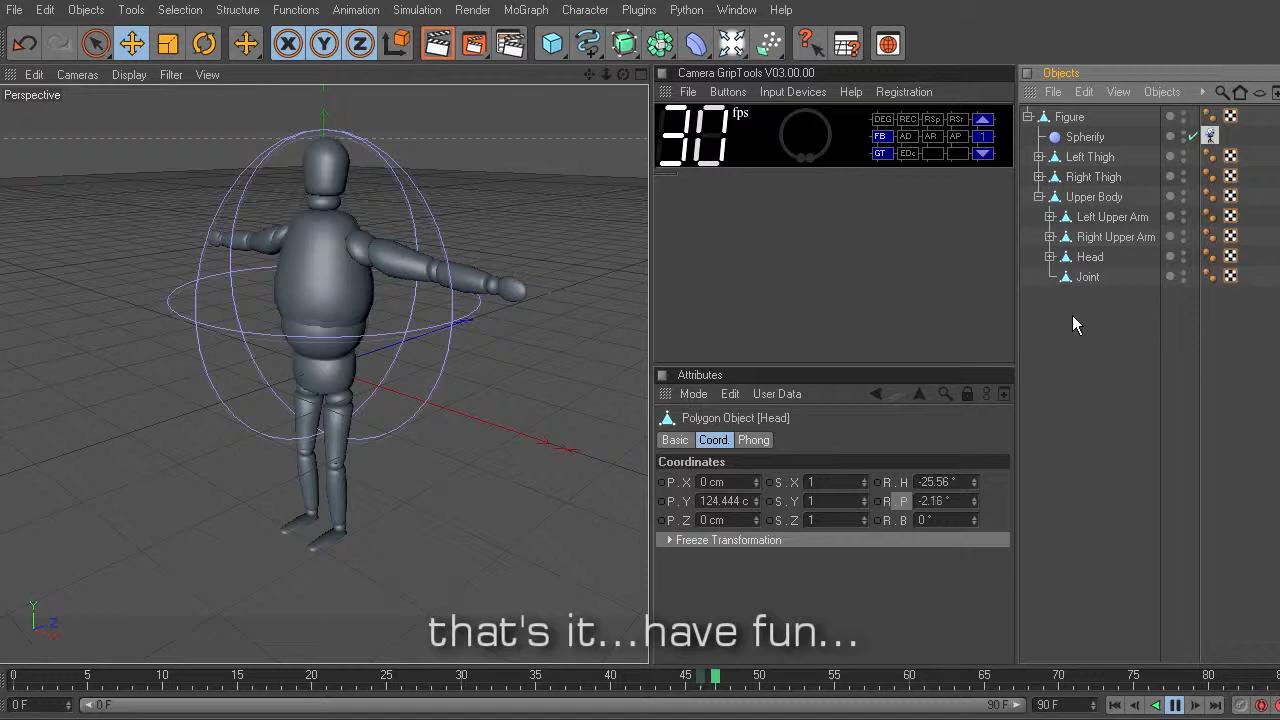 File Edit Objects Tools Selection Structure Functions Animation Simulation Render MoGraph Character Plugins Python Window Help
X Y Z
Edit Cameras Display Filter View
Perspective
Camera GripTools V03.00.00
File Buttons Input Devices Help Registration
30 fps
DEG REC RSp RSr
FB AD AR AP 1
GT EDc
Objects
File Edit View Objects
Figure
Spherify
Left Thigh
Right Thigh
Upper Body
Left Upper Arm
Right Upper Arm
Head
Joint
Attributes
Mode Edit User Data
Polygon Object [Head]
Basic Coord. Phong
Coordinates
P . X 0 cm S . X 1 R . H -25.56 °
P . Y 124.444 c S . Y 1 R . P -2.16 °
P . Z 0 cm S . Z 1 R . B 0 °
Freeze Transformation
Y Z X
that's it...have fun...
0 5 10 15 20 25 30 35 40 45 50 55 60 65 70 75 80 85
0 F 0 F 90 F 90 F